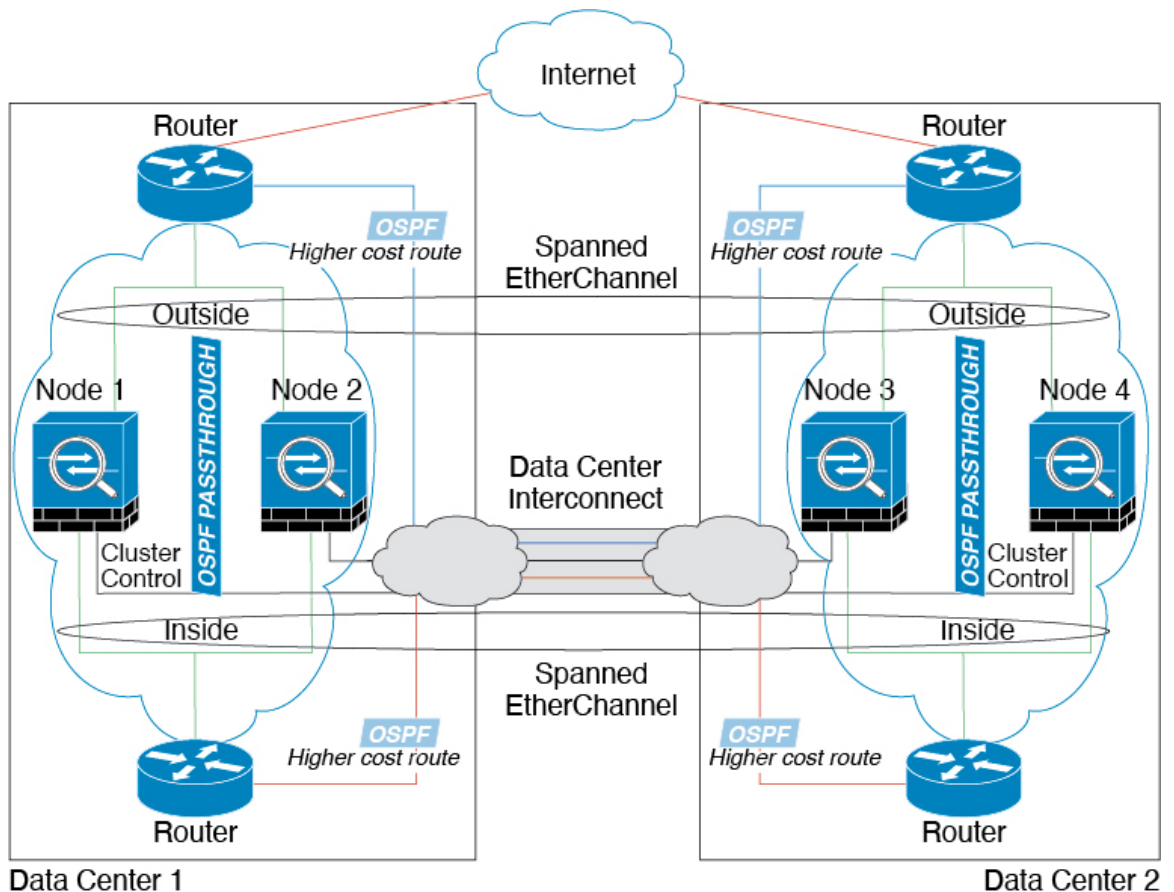 Internet
Router
Router
OSPF
Higher cost route
OSPF
Higher cost route
Spanned
EtherChannel
Outside
Outside
Node 1
Node 2
Node 3
Node 4
OSPF PASSTHROUGH
OSPF PASSTHROUGH
Data Center
Interconnect
Cluster
Control
Cluster
Control
Inside
Inside
Spanned
EtherChannel
OSPF
Higher cost route
OSPF
Higher cost route
Router
Router
Data Center 1
Data Center 2